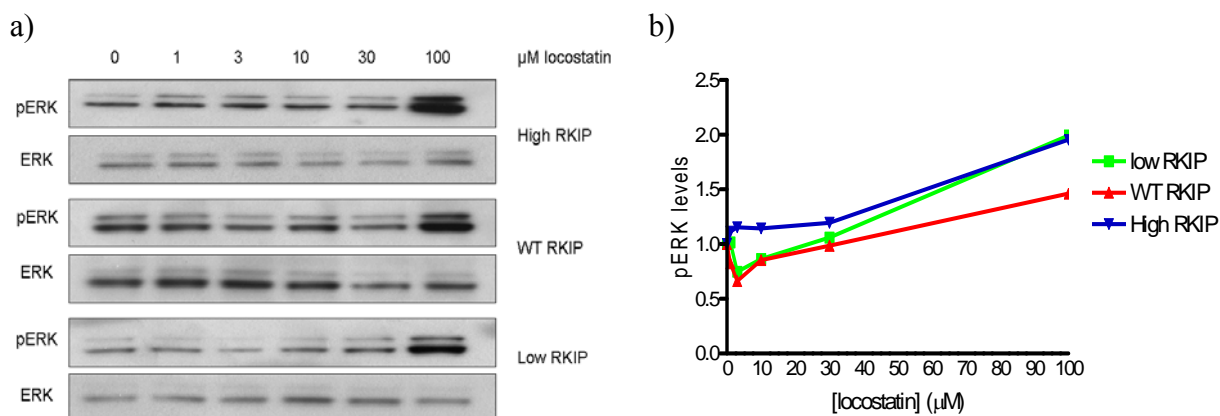 a)
0 1 3 10 30 100 µM locostatin
pERK
High RKIP
ERK
pERK
WT RKIP
ERK
pERK
Low RKIP
ERK
b)
pERK levels
2.5
2.0
1.5
1.0
0.5
0.0
0 10 20 30 40 50 60 70 80 90 100
[locostatin] (µM)
low RKIP
WT RKIP
High RKIP